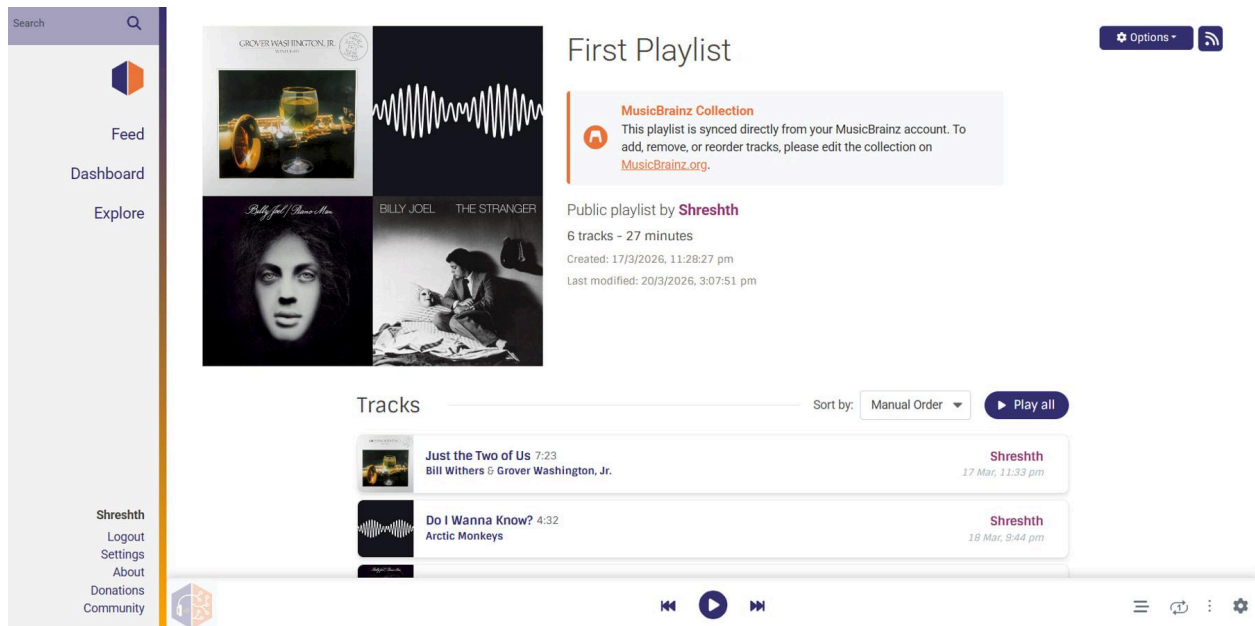 Search
Feed
Dashboard
Explore
Shreshth
Logout
Settings
About
Donations
Community
GROVER WASHINGTON, JR.
WINELIGHT
Billy Joel / Piano Man
BILLY JOEL THE STRANGER
First Playlist
Options
MusicBrainz Collection
This playlist is synced directly from your MusicBrainz account. To
add, remove, or reorder tracks, please edit the collection on
MusicBrainz.org.
Public playlist by Shreshth
6 tracks - 27 minutes
Created: 17/3/2026, 11:28:27 pm
Last modified: 20/3/2026, 3:07:51 pm
Tracks
Sort by: Manual Order
Play all
Just the Two of Us 7:23
Bill Withers & Grover Washington, Jr.
Shreshth
17 Mar, 11:33 pm
Do I Wanna Know? 4:32
Arctic Monkeys
Shreshth
18 Mar, 9:44 pm